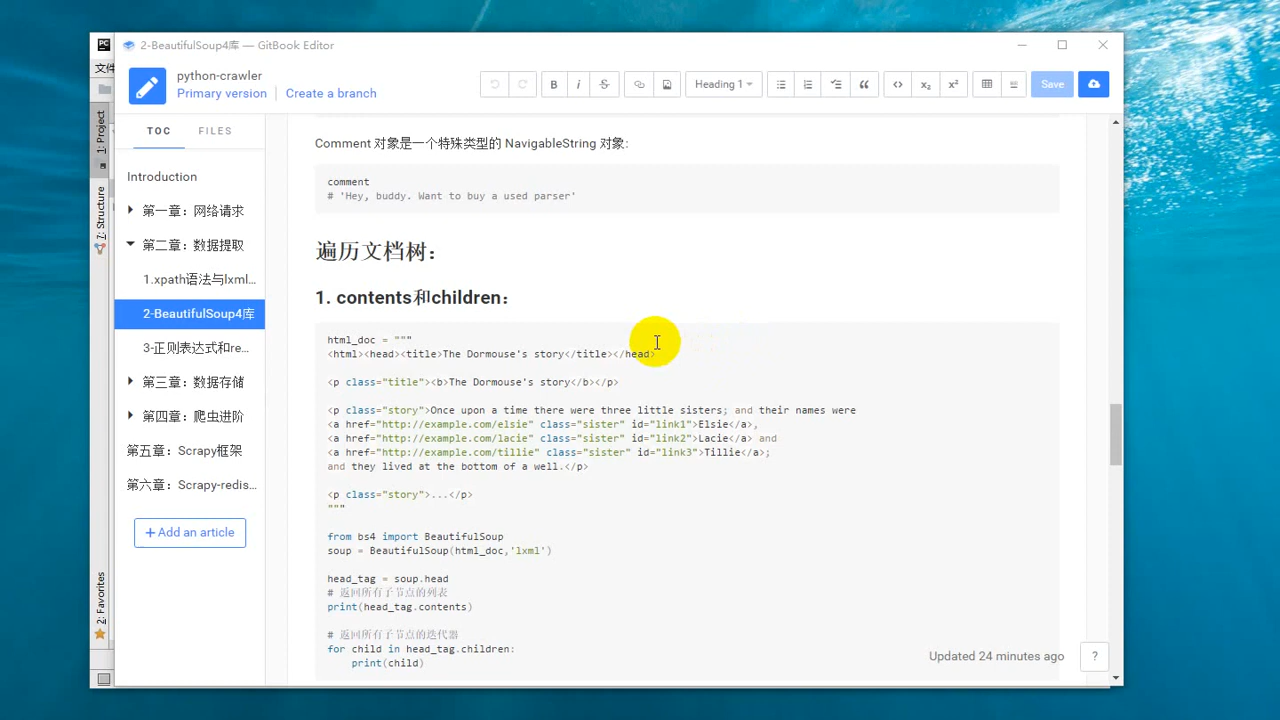 PC
2-BeautifulSoup4库 — GitBook Editor
文件
python-crawler
Primary version
Create a branch
B
i
S
Heading 1
Save
TOC
FILES
1: Project
7: Structure
2: Favorites
Introduction
第一章：网络请求
第二章：数据提取
1.xpath语法与lxml...
2-BeautifulSoup4库
3-正则表达式和re...
第三章：数据存储
第四章：爬虫进阶
第五章：Scrapy框架
第六章：Scrapy-redis...
+ Add an article
Comment 对象是一个特殊类型的 NavigableString 对象:
comment
# 'Hey, buddy. Want to buy a used parser'
遍历文档树：
1. contents和children：
html_doc = """
<html><head><title>The Dormouse's story</title></head>
<p class="title"><b>The Dormouse's story</b></p>
<p class="story">Once upon a time there were three little sisters; and their names were
<a href="http://example.com/elsie" class="sister" id="link1">Elsie</a>,
<a href="http://example.com/lacie" class="sister" id="link2">Lacie</a> and
<a href="http://example.com/tillie" class="sister" id="link3">Tillie</a>;
and they lived at the bottom of a well.</p>
<p class="story">...</p>
"""
from bs4 import BeautifulSoup
soup = BeautifulSoup(html_doc,'lxml')
head_tag = soup.head
# 返回所有子节点的列表
print(head_tag.contents)
# 返回所有子节点的迭代器
for child in head_tag.children:
print(child)
Updated 24 minutes ago
?